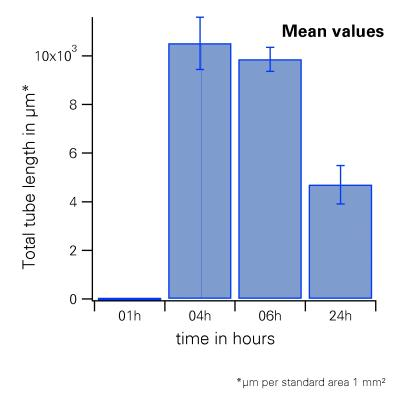 Mean values
Total tube length in µm*
10x10³
8
6
4
2
0
01h 04h 06h 24h
time in hours
*µm per standard area 1 mm²